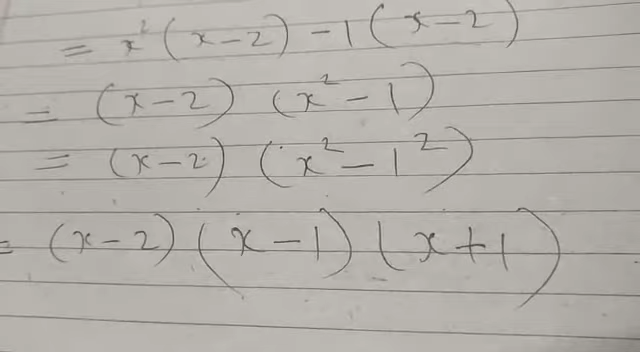 = x²(x-2) - 1(x-2)
= (x-2) (x²-1)
= (x-2) (x²-1²)
= (x-2) (x-1) (x+1)